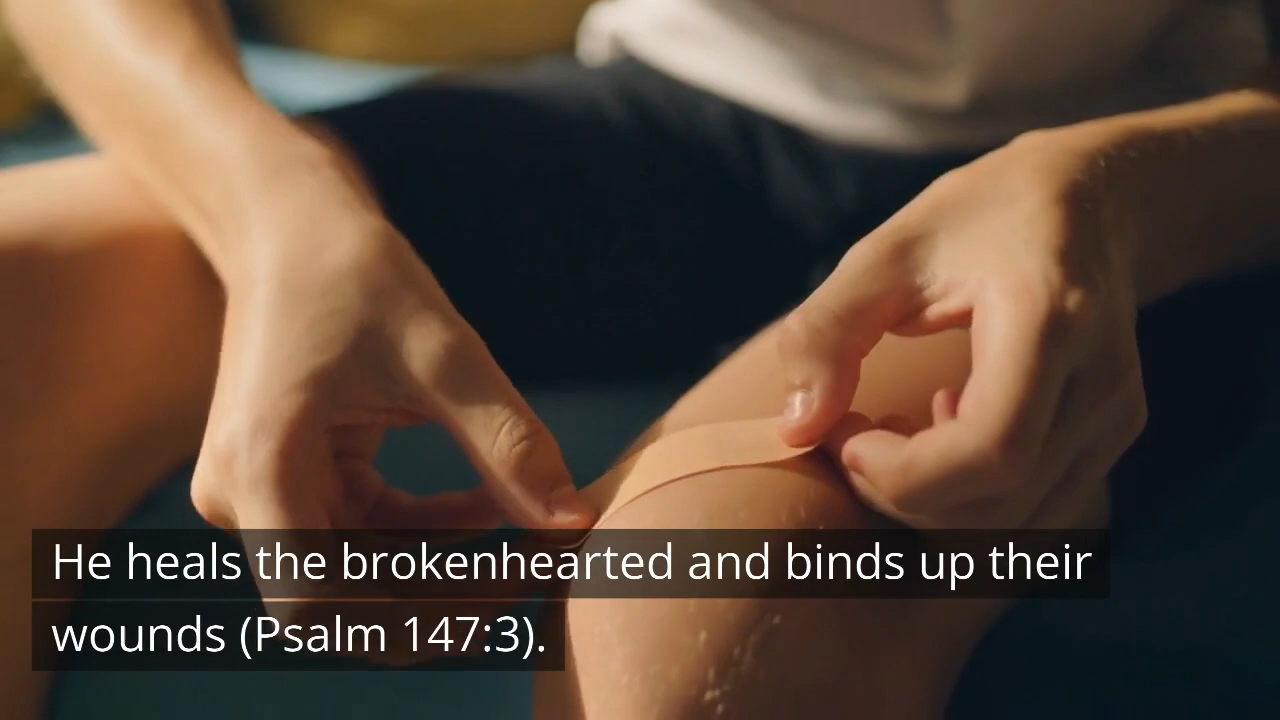 He heals the brokenhearted and binds up their
wounds (Psalm 147:3).